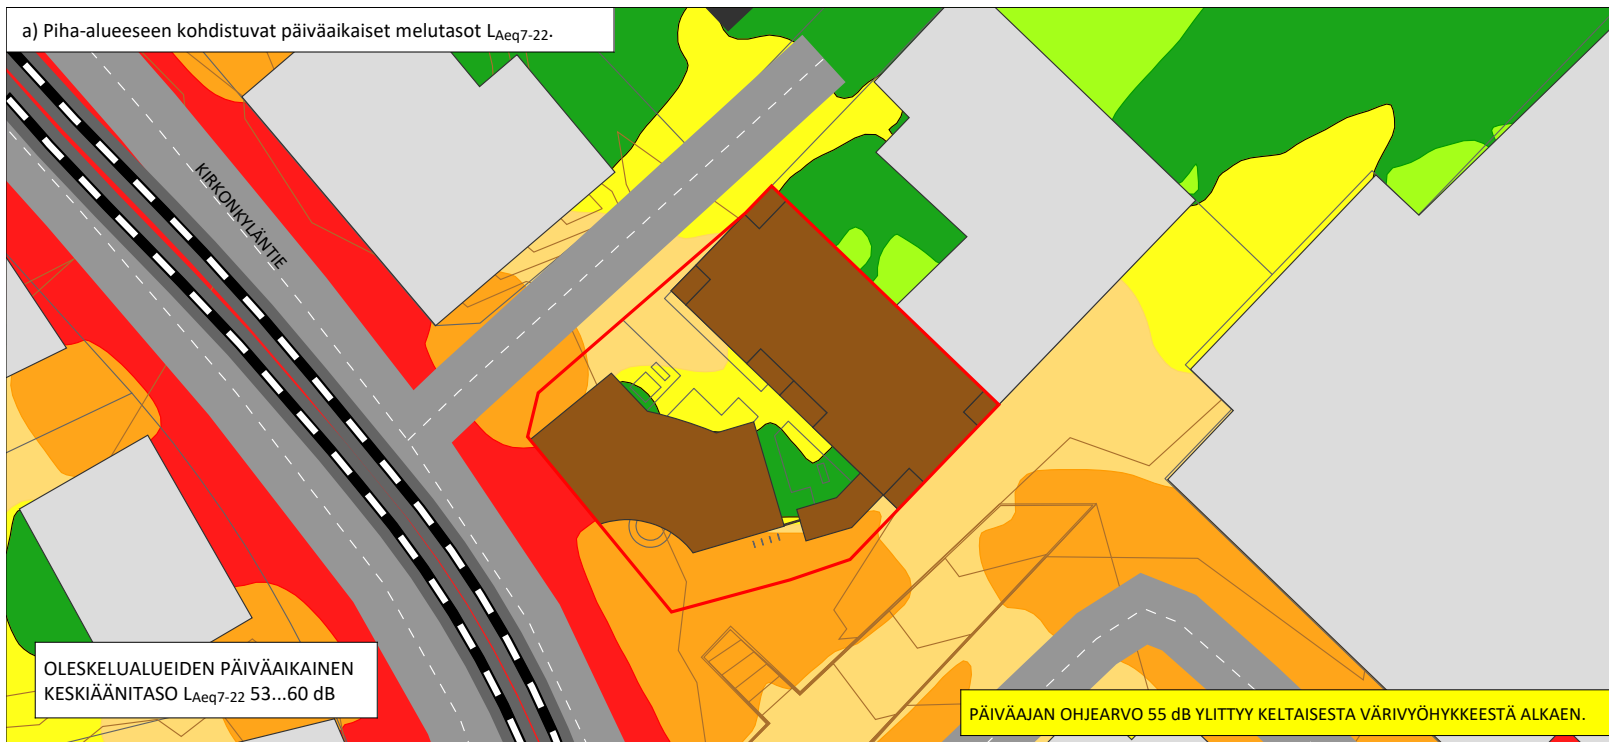 a) Piha-alueeseen kohdistuvat päiväaikaiset melutasot LAeq7-22.
KIRKONKYLÄNTIE
OLESKELUALUEIDEN PÄIVÄAIKAINEN
KESKIÄÄNITASO LAeq7-22 53...60 dB
PÄIVÄAJAN OHJEARVO 55 dB YLITTYY KELTAISESTA VÄRIVYÖHYKKEESTÄ ALKAEN.